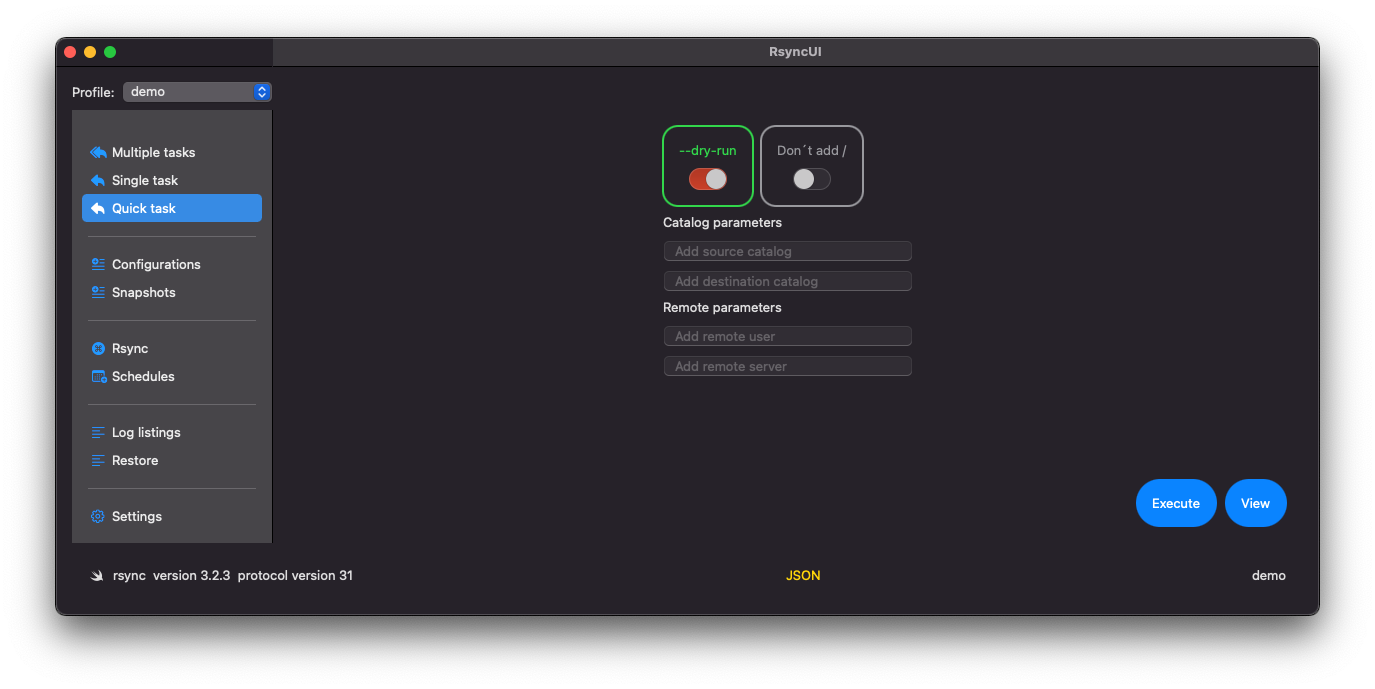 RsyncUI
Profile: demo
Multiple tasks
Single task
Quick task
Configurations
Snapshots
Rsync
Schedules
Log listings
Restore
Settings
--dry-run
Don´t add /
Catalog parameters
Add source catalog
Add destination catalog
Remote parameters
Add remote user
Add remote server
Execute
View
rsync version 3.2.3 protocol version 31
JSON
demo